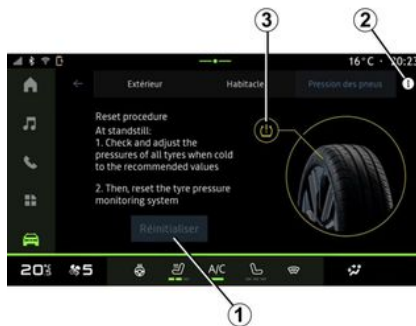 3
2
16°C · 20:23
Extérieur
Habitacle
Pression des pneus
Reset procedure
At standstill:
1. Check and adjust the
pressures of all tyres when cold
to the recommended values
2. Then, reset the tyre pressure
monitoring system
Réinitialiser
5
A/C
1